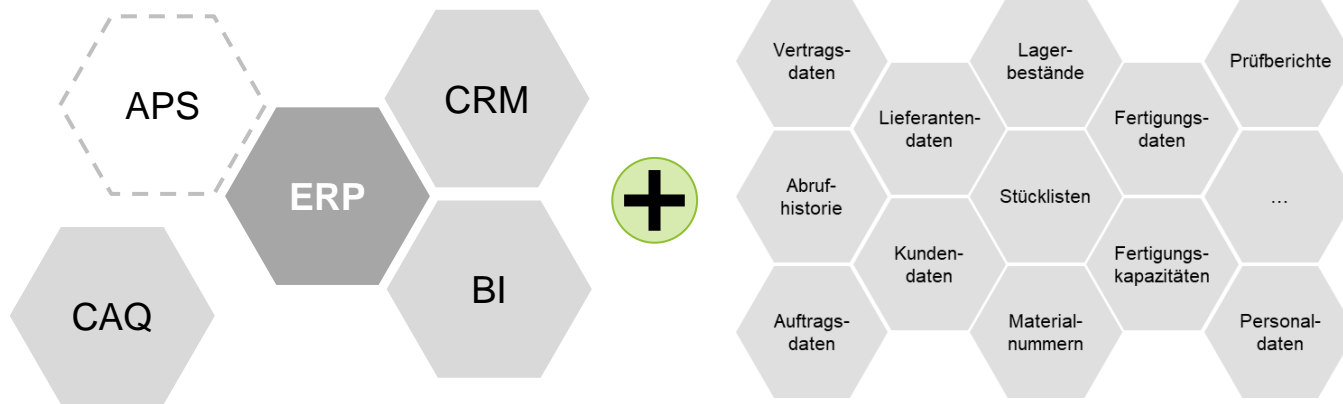 APS
CRM
ERP
BI
CAQ
Vertrags-
daten
Lager-
bestände
Prüfberichte
Lieferanten-
daten
Fertigungs-
daten
Abruf-
historie
Stücklisten
...
Kunden-
daten
Fertigungs-
kapazitäten
Auftrags-
daten
Material-
nummern
Personal-
daten